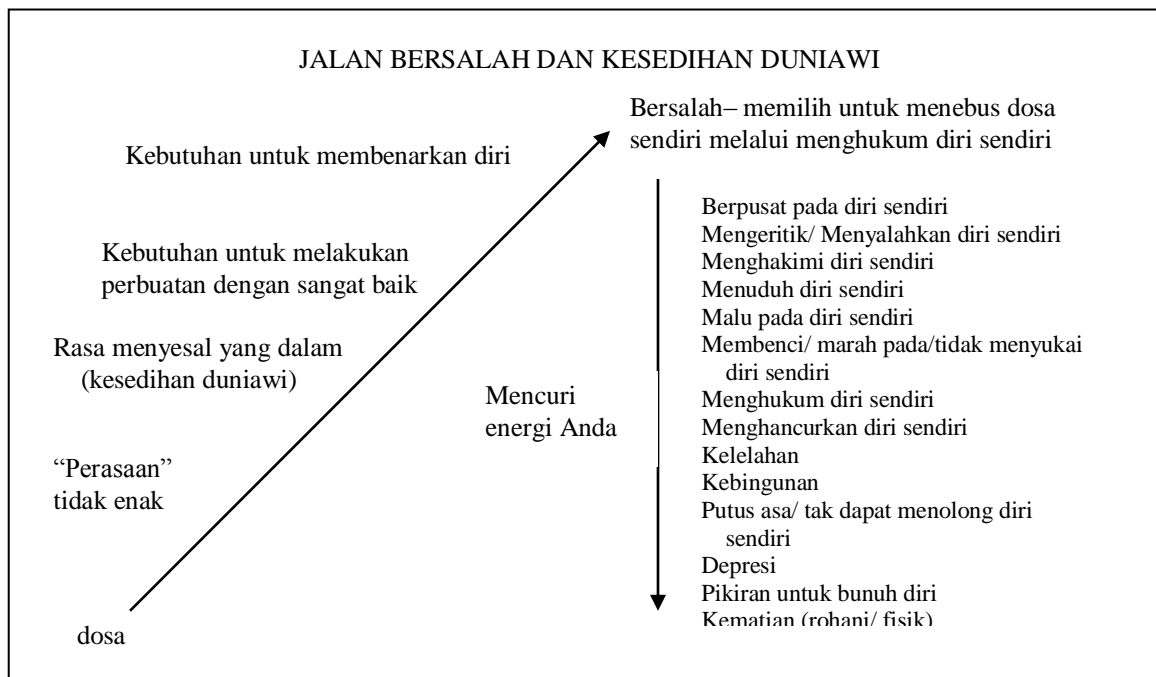 JALAN BERSALAH DAN KESEDIHAN DUNIAWI
Bersalah– memilih untuk menebus dosa
sendiri melalui menghukum diri sendiri
Kebutuhan untuk membenarkan diri
Kebutuhan untuk melakukan
perbuatan dengan sangat baik
Rasa menyesal yang dalam
(kesedihan duniawi)
“Perasaan”
tidak enak
dosa
Mencuri
energi Anda
Berpusat pada diri sendiri
Mengeritik/ Menyalahkan diri sendiri
Menghakimi diri sendiri
Menuduh diri sendiri
Malu pada diri sendiri
Membenci/ marah pada/tidak menyukai
diri sendiri
Menghukum diri sendiri
Menghancurkan diri sendiri
Kelelahan
Kebingunan
Putus asa/ tak dapat menolong diri
sendiri
Depresi
Pikiran untuk bunuh diri
Kematian (rohani/ fisik)